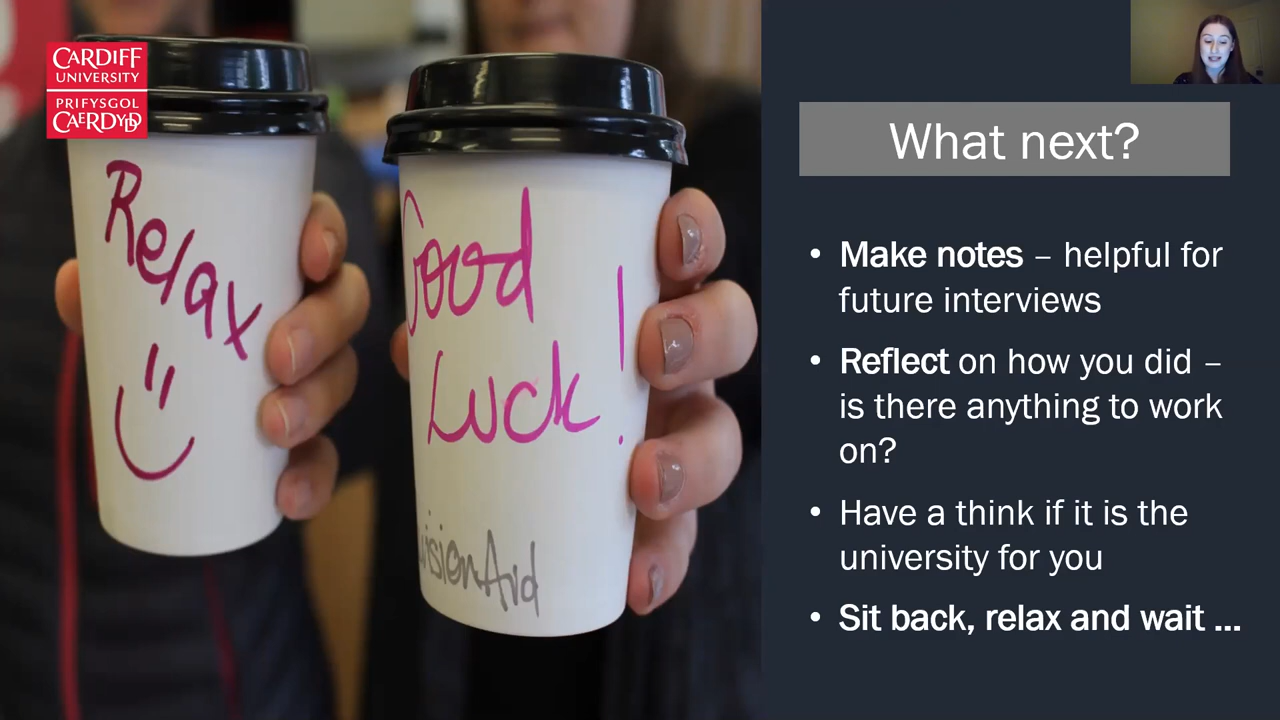 CARDIFF
UNIVERSITY
PRIFYSGOL
CAERDYDD
Relax
Good
Luck!
What next?
• Make notes – helpful for
future interviews
• Reflect on how you did –
is there anything to work
on?
• Have a think if it is the
university for you
• Sit back, relax and wait ...